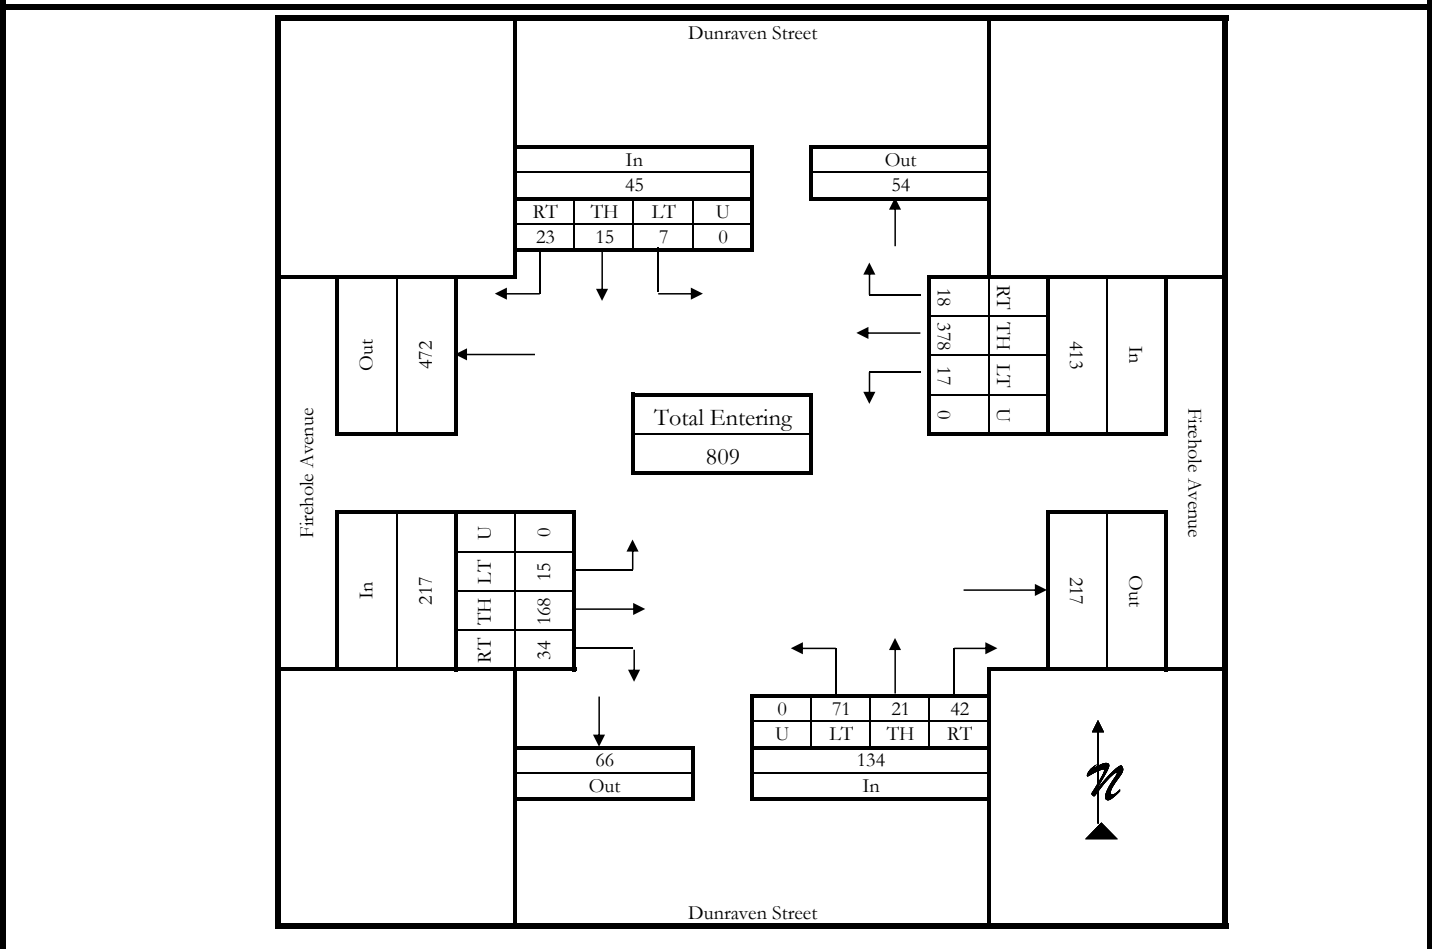 Dunraven Street
In
45
RT TH LT U
23 15 7 0
Out
54
Out
472
18 RT
378 TH
17 LT
0 U
413
In
Firehole Avenue
Firehole Avenue
Total Entering
809
In
217
U 0
LT 15
TH 168
RT 34
217
Out
0 71 21 42
U LT TH RT
134
In
66
Out
N
Dunraven Street